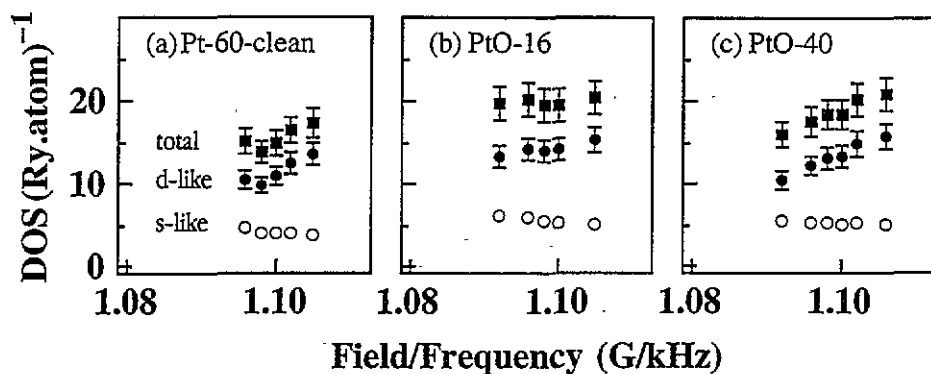 (a) Pt-60-clean
(b) PtO-16
(c) PtO-40
DOS (Ry.atom)⁻¹
20
10
0
total
d-like
s-like
1.08
1.10
1.08
1.10
1.08
1.10
Field/Frequency (G/kHz)